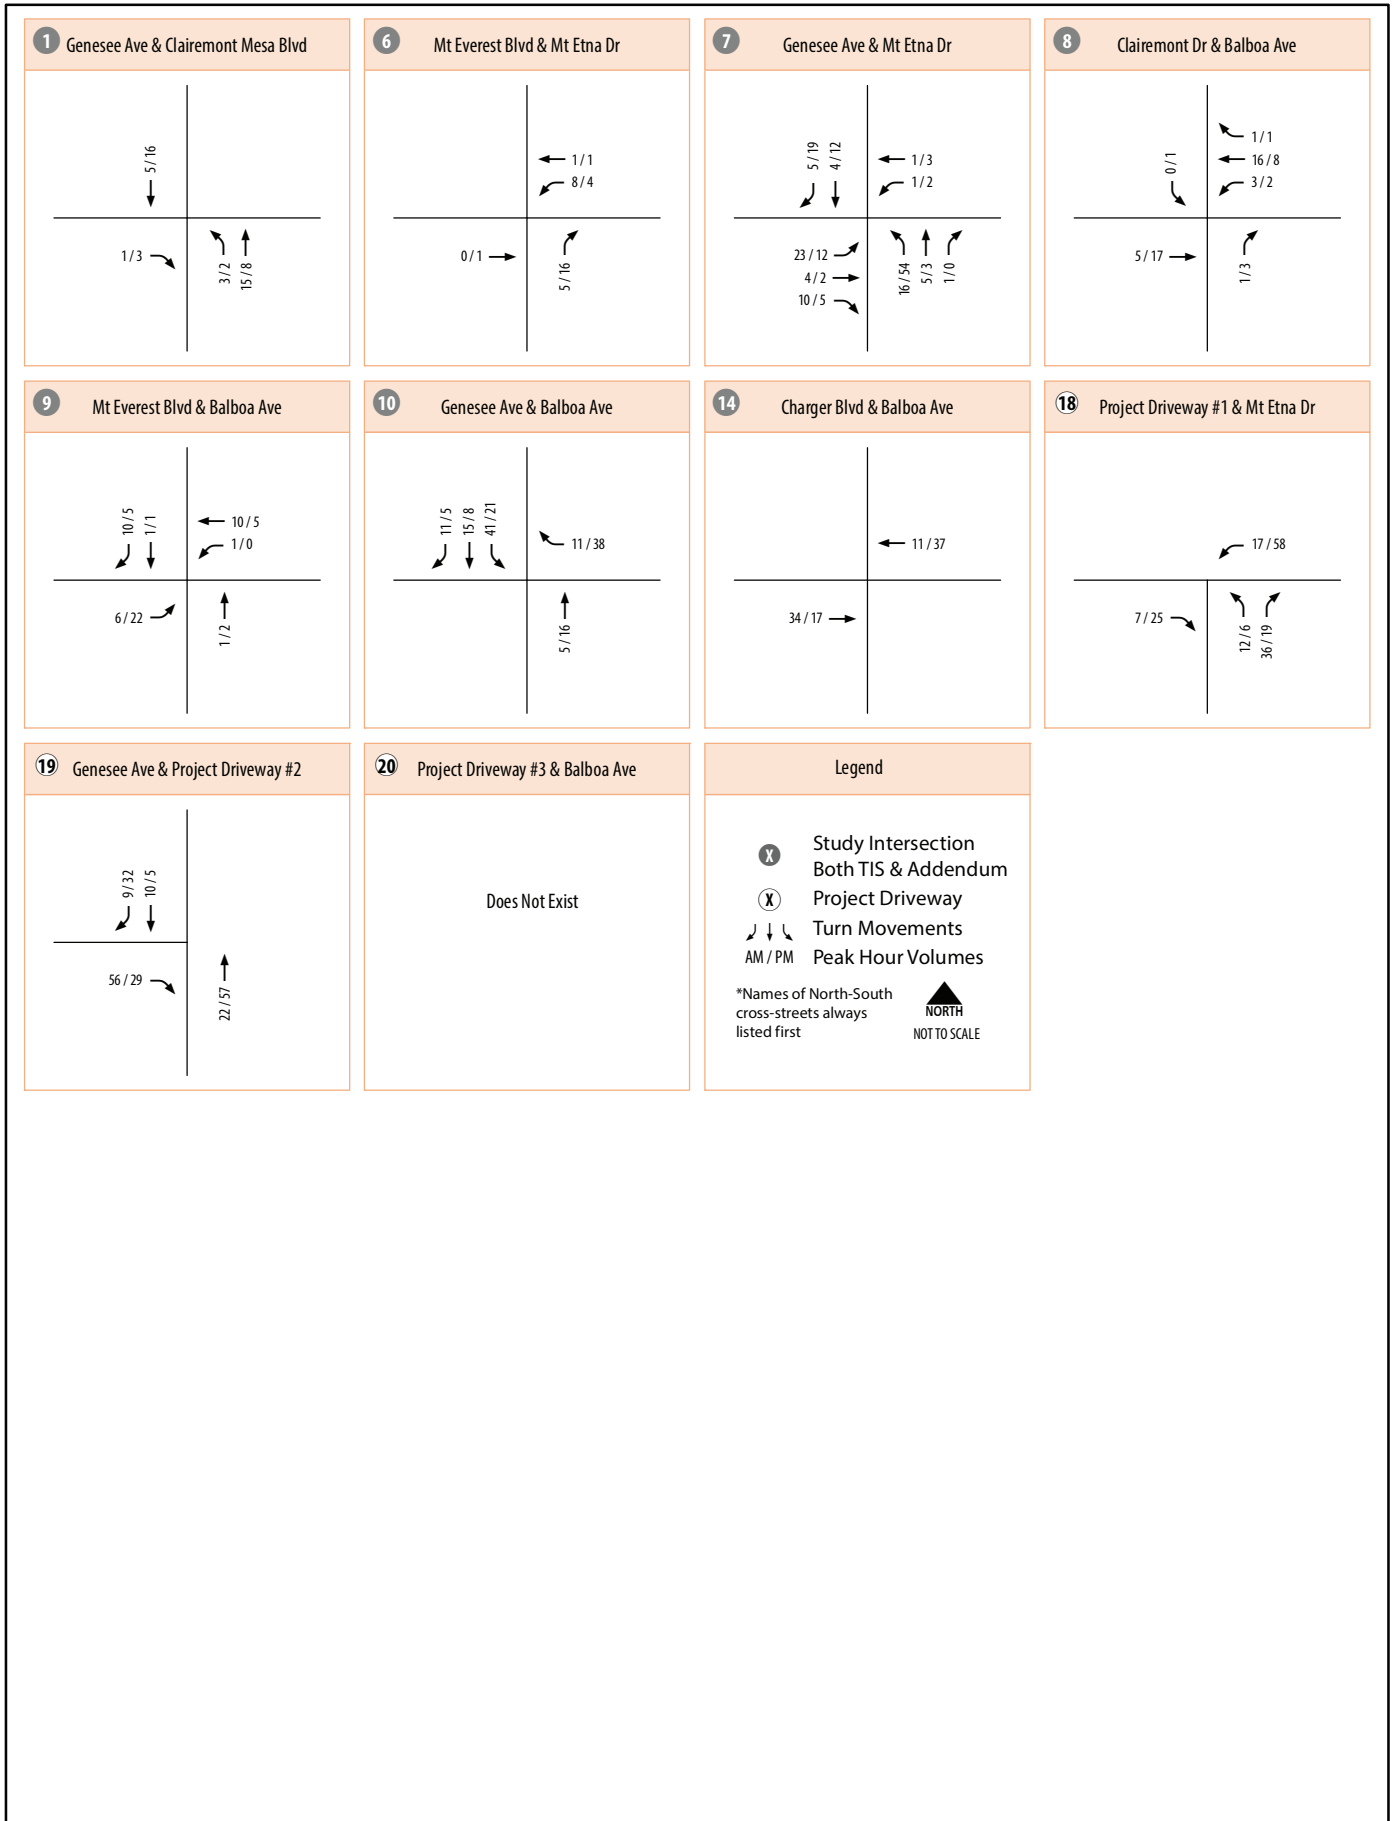 1 Genesee Ave & Clairemont Mesa Blvd
5 / 16
1 / 3
3 / 2
15 / 8
6 Mt Everest Blvd & Mt Etna Dr
1 / 1
8 / 4
0 / 1
5 / 16
7 Genesee Ave & Mt Etna Dr
5 / 19
4 / 12
1 / 3
1 / 2
23 / 12
4 / 2
10 / 5
16 / 54
5 / 3
1 / 0
8 Clairemont Dr & Balboa Ave
0 / 1
1 / 1
16 / 8
3 / 2
5 / 17
1 / 3
9 Mt Everest Blvd & Balboa Ave
10 / 5
1 / 1
10 / 5
1 / 0
6 / 22
1 / 2
10 Genesee Ave & Balboa Ave
11 / 5
15 / 8
41 / 21
11 / 38
5 / 16
14 Charger Blvd & Balboa Ave
11 / 37
34 / 17
18 Project Driveway #1 & Mt Etna Dr
17 / 58
7 / 25
12 / 6
36 / 19
19 Genesee Ave & Project Driveway #2
9 / 32
10 / 5
56 / 29
22 / 57
20 Project Driveway #3 & Balboa Ave
Does Not Exist
Legend
X Study Intersection
Both TIS & Addendum
X Project Driveway
Turn Movements
AM / PM Peak Hour Volumes
*Names of North-South
cross-streets always
listed first
NORTH
NOT TO SCALE